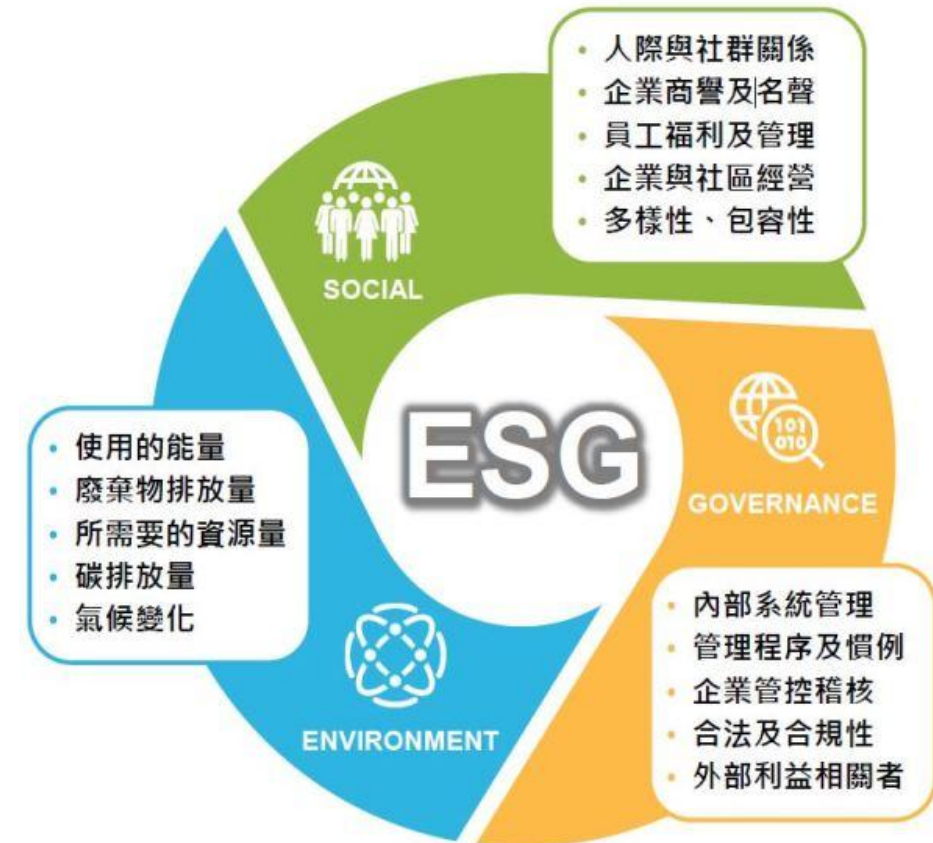 • 人際與社群關係
• 企業商譽及名聲
• 員工福利及管理
• 企業與社區經營
• 多樣性、包容性
SOCIAL
ESG
101
010
GOVERNANCE
• 使用的能量
• 廢棄物排放量
• 所需要的資源量
• 碳排放量
• 氣候變化
ENVIRONMENT
• 內部系統管理
• 管理程序及慣例
• 企業管控稽核
• 合法及合規性
• 外部利益相關者